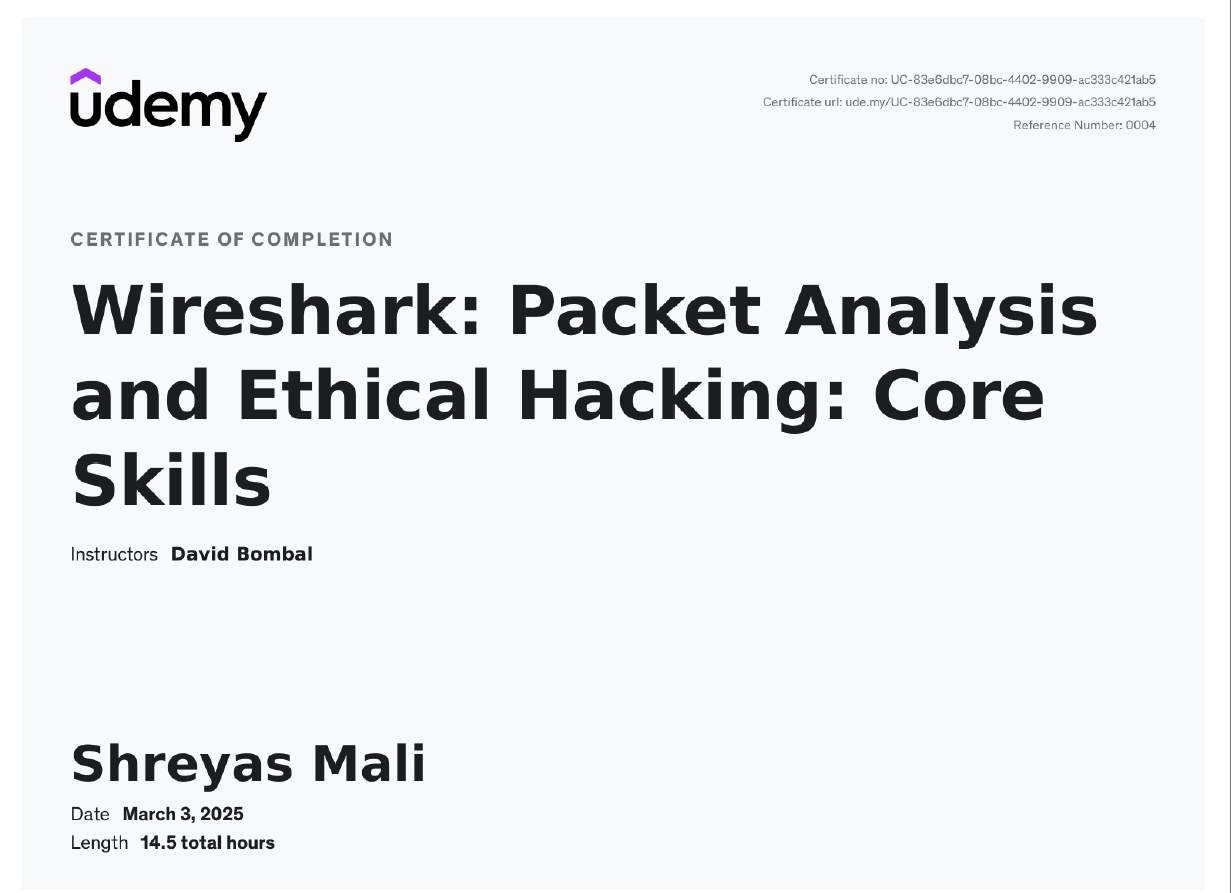 udemy
Certificate no: UC-83e6dbc7-08bc-4402-9909-ac333c421ab5
Certificate url: ude.my/UC-83e6dbc7-08bc-4402-9909-ac333c421ab5
Reference Number: 0004
CERTIFICATE OF COMPLETION
Wireshark: Packet Analysis
and Ethical Hacking: Core
Skills
Instructors David Bombal
Shreyas Mali
Date March 3, 2025
Length 14.5 total hours